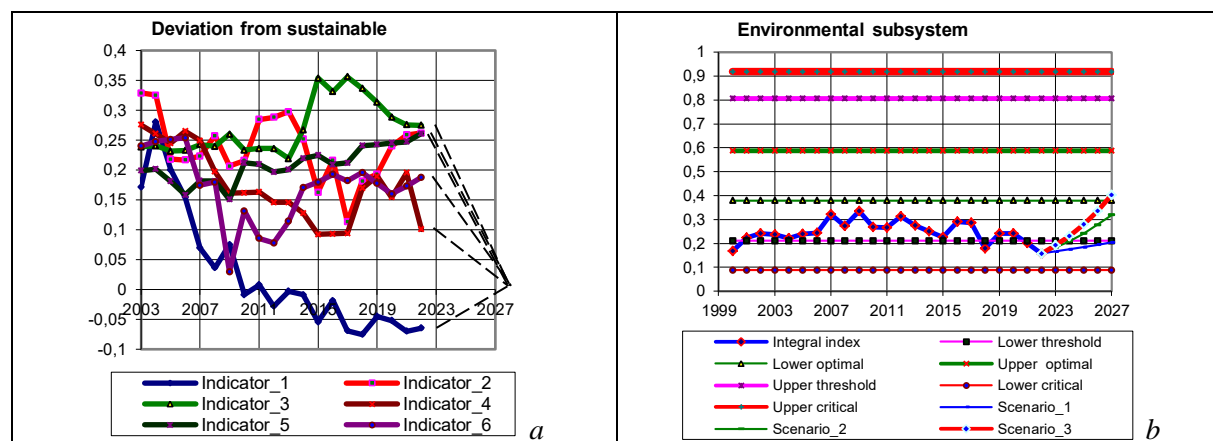 Deviation from sustainable
0,4
0,35
0,3
0,25
0,2
0,15
0,1
0,05
0
-0,05
-0,1
2003 2007 2011 2015 2019 2023 2027
Indicator_1 Indicator_2
Indicator_3 Indicator_4
Indicator_5 Indicator_6
a
Environmental subsystem
1
0,9
0,8
0,7
0,6
0,5
0,4
0,3
0,2
0,1
0
1999 2003 2007 2011 2015 2019 2023 2027
Integral index Lower threshold
Lower optimal Upper optimal
Upper threshold Lower critical
Upper critical Scenario_1
Scenario_2 Scenario_3
b